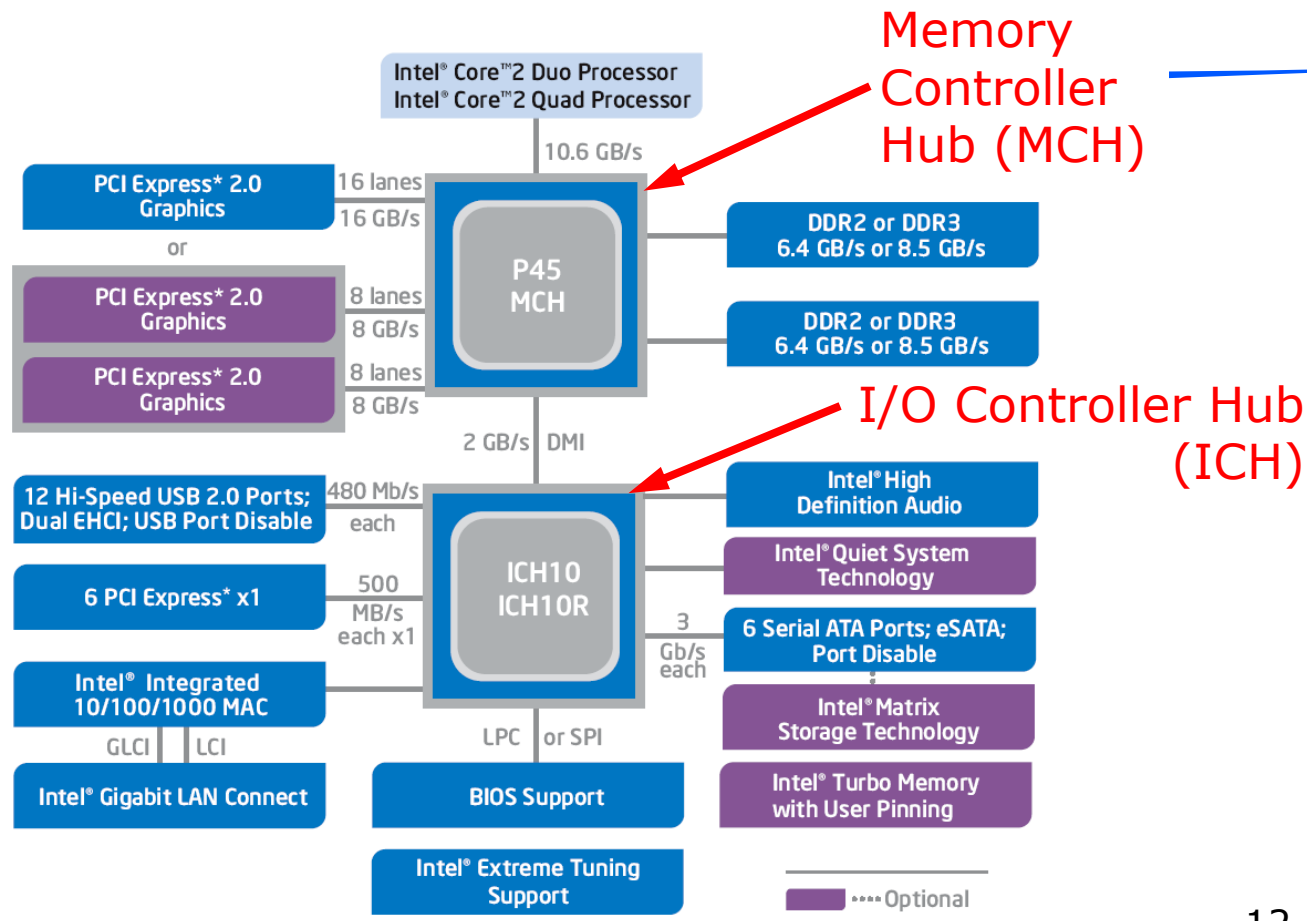 Memory
Controller
Hub (MCH)
Intel® Core™2 Duo Processor
Intel® Core™2 Quad Processor
10.6 GB/s
PCI Express* 2.0
Graphics
16 lanes
16 GB/s
or
PCI Express* 2.0
Graphics
8 lanes
8 GB/s
PCI Express* 2.0
Graphics
8 lanes
8 GB/s
P45
MCH
DDR2 or DDR3
6.4 GB/s or 8.5 GB/s
DDR2 or DDR3
6.4 GB/s or 8.5 GB/s
I/O Controller Hub
(ICH)
2 GB/s DMI
12 Hi-Speed USB 2.0 Ports;
Dual EHCI; USB Port Disable
480 Mb/s
each
6 PCI Express* x1
500
MB/s
each x1
Intel® Integrated
10/100/1000 MAC
GLCI LCI
Intel® Gigabit LAN Connect
ICH10
ICH10R
Intel® High
Definition Audio
Intel® Quiet System
Technology
3
Gb/s
each
6 Serial ATA Ports; eSATA;
Port Disable
Intel® Matrix
Storage Technology
Intel® Turbo Memory
with User Pinning
LPC or SPI
BIOS Support
Intel® Extreme Tuning
Support
Optional